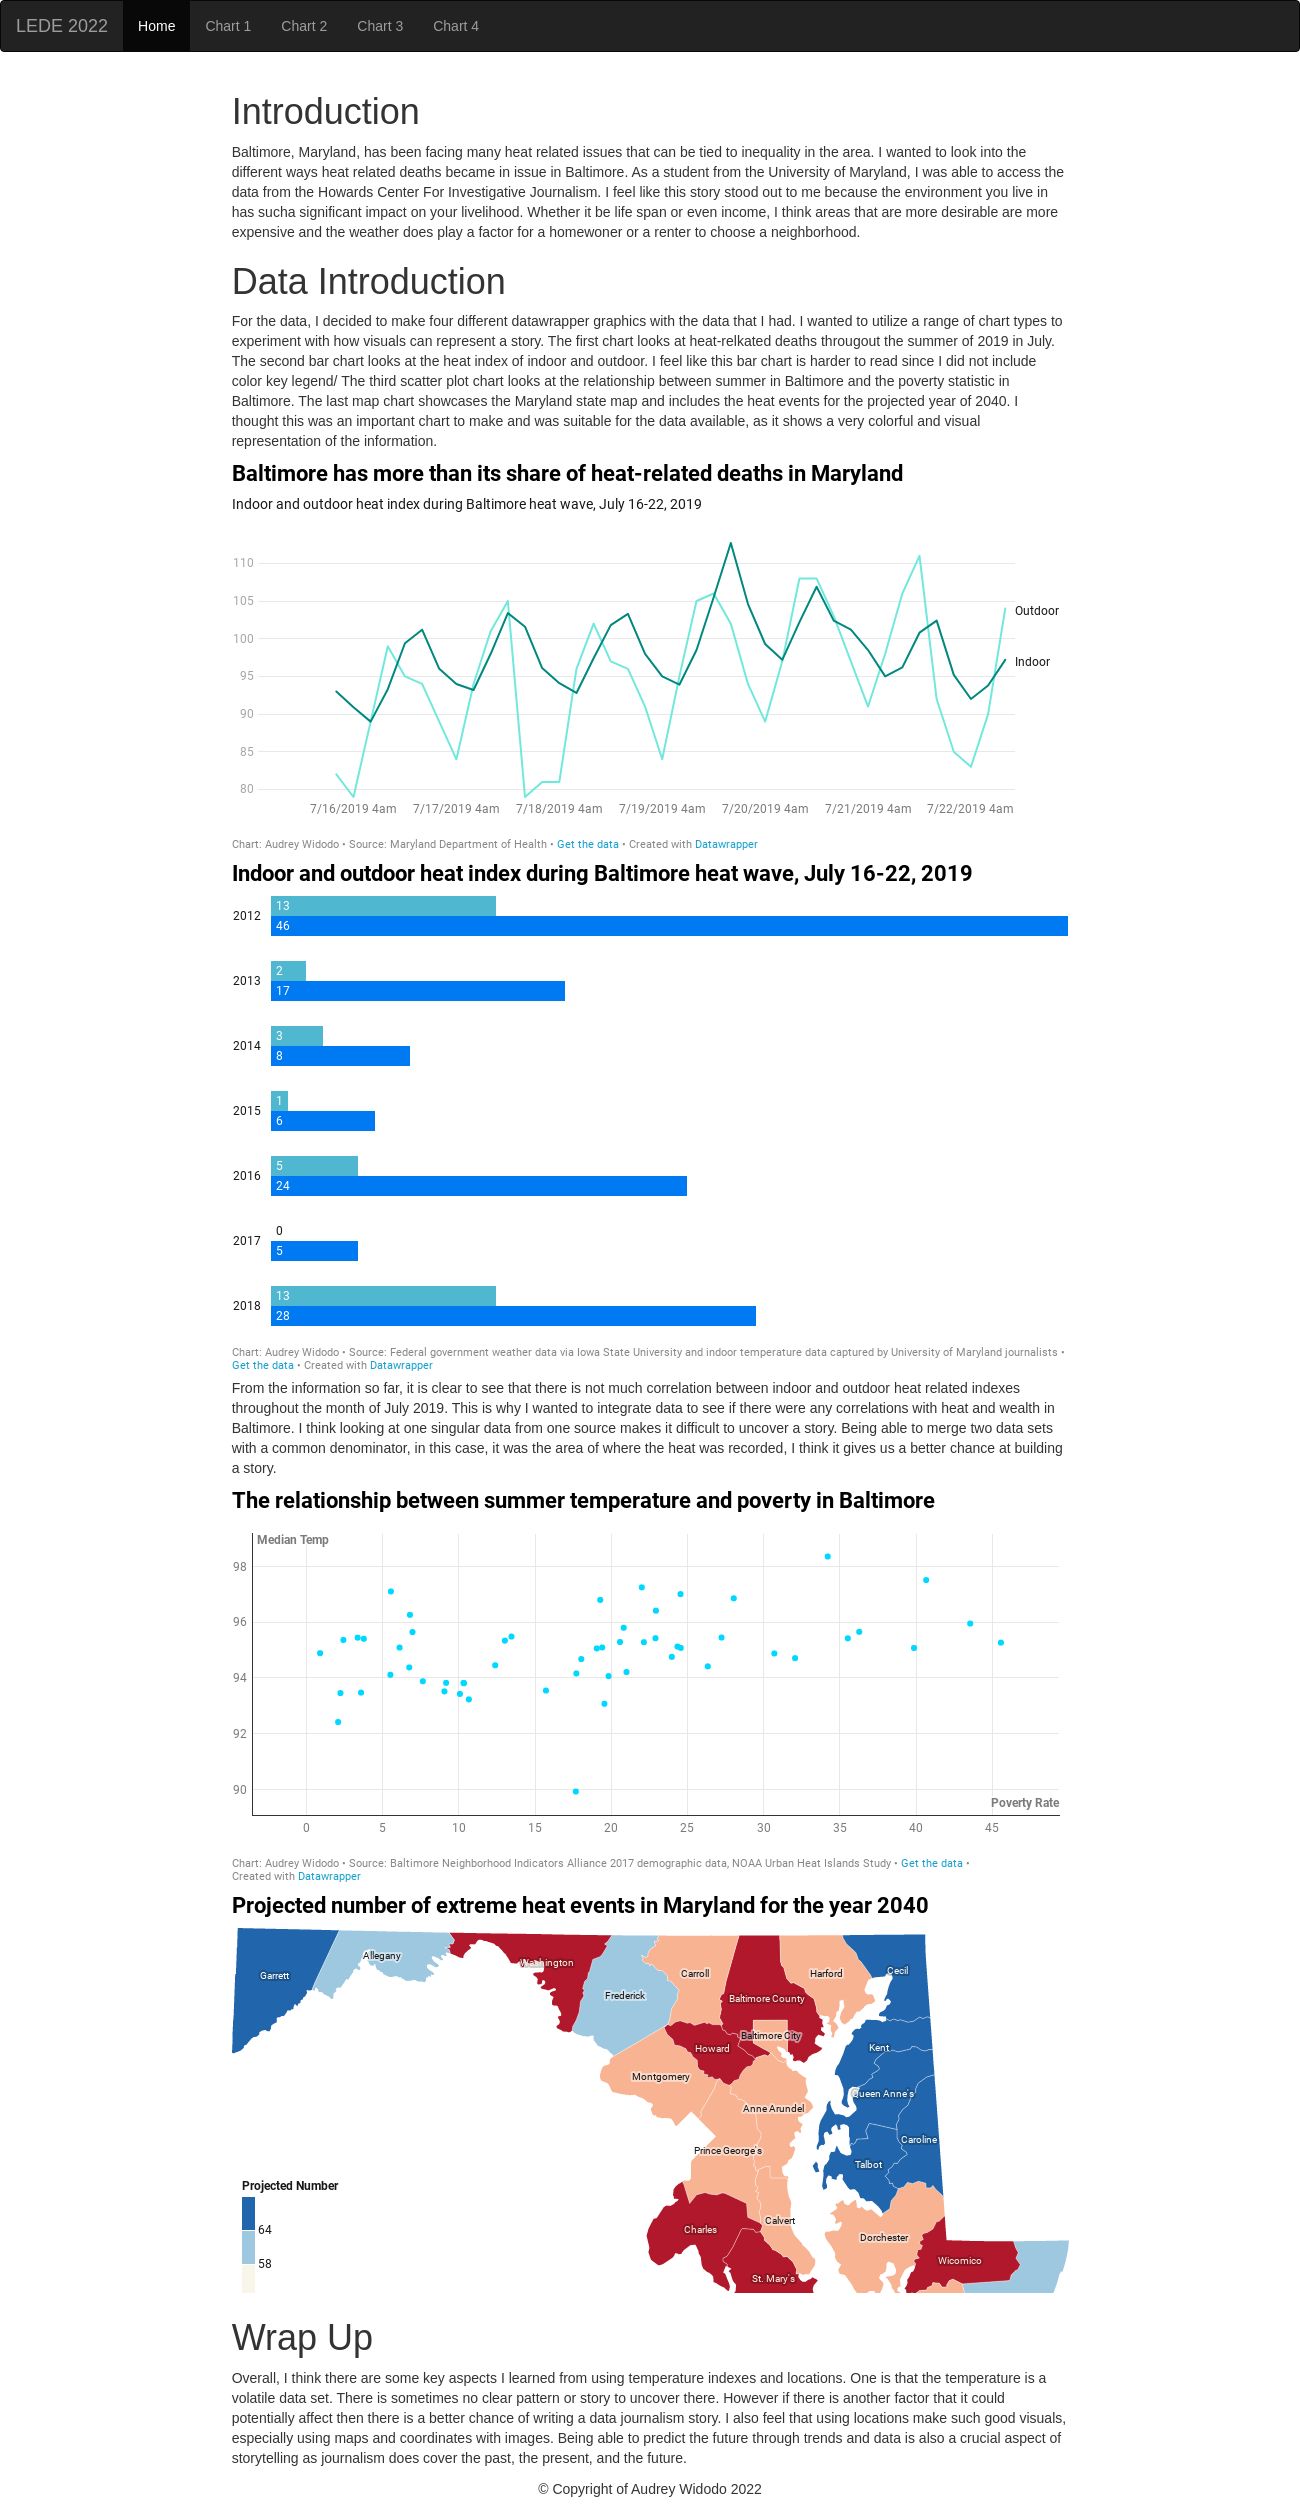 LEDE 2022 Home Chart 1 Chart 2 Chart 3 Chart 4
Introduction
Baltimore, Maryland, has been facing many heat related issues that can be tied to inequality in the area. I wanted to look into the
different ways heat related deaths became in issue in Baltimore. As a student from the University of Maryland, I was able to access the
data from the Howards Center For Investigative Journalism. I feel like this story stood out to me because the environment you live in
has sucha significant impact on your livelihood. Whether it be life span or even income, I think areas that are more desirable are more
expensive and the weather does play a factor for a homewoner or a renter to choose a neighborhood.
Data Introduction
For the data, I decided to make four different datawrapper graphics with the data that I had. I wanted to utilize a range of chart types to
experiment with how visuals can represent a story. The first chart looks at heat-relkated deaths througout the summer of 2019 in July.
The second bar chart looks at the heat index of indoor and outdoor. I feel like this bar chart is harder to read since I did not include
color key legend/ The third scatter plot chart looks at the relationship between summer in Baltimore and the poverty statistic in
Baltimore. The last map chart showcases the Maryland state map and includes the heat events for the projected year of 2040. I
thought this was an important chart to make and was suitable for the data available, as it shows a very colorful and visual
representation of the information.
Baltimore has more than its share of heat-related deaths in Maryland
Indoor and outdoor heat index during Baltimore heat wave, July 16-22, 2019
110
105
Outdoor
100
Indoor
95
90
85
80
7/16/2019 4am 7/17/2019 4am 7/18/2019 4am 7/19/2019 4am 7/20/2019 4am 7/21/2019 4am 7/22/2019 4am
Chart: Audrey Widodo • Source: Maryland Department of Health • Get the data • Created with Datawrapper
Indoor and outdoor heat index during Baltimore heat wave, July 16-22, 2019
13
2012
46
2
2013
17
3
2014
8
1
2015
6
5
2016
24
0
2017
5
13
2018
28
Chart: Audrey Widodo • Source: Federal government weather data via Iowa State University and indoor temperature data captured by University of Maryland journalists •
Get the data • Created with Datawrapper
From the information so far, it is clear to see that there is not much correlation between indoor and outdoor heat related indexes
throughout the month of July 2019. This is why I wanted to integrate data to see if there were any correlations with heat and wealth in
Baltimore. I think looking at one singular data from one source makes it difficult to uncover a story. Being able to merge two data sets
with a common denominator, in this case, it was the area of where the heat was recorded, I think it gives us a better chance at building
a story.
The relationship between summer temperature and poverty in Baltimore
Median Temp
98
96
94
92
90
Poverty Rate
0 5 10 15 20 25 30 35 40 45
Chart: Audrey Widodo • Source: Baltimore Neighborhood Indicators Alliance 2017 demographic data, NOAA Urban Heat Islands Study • Get the data •
Created with Datawrapper
Projected number of extreme heat events in Maryland for the year 2040
Allegany
Washington
Cecil
Garrett
Carroll
Harford
Frederick
Baltimore County
Baltimore City
Howard
Kent
Montgomery
Queen Anne's
Anne Arundel
Caroline
Prince George's
Talbot
Projected Number
Calvert
64
Charles
Dorchester
58
Wicomico
St. Mary's
Wrap Up
Overall, I think there are some key aspects I learned from using temperature indexes and locations. One is that the temperature is a
volatile data set. There is sometimes no clear pattern or story to uncover there. However if there is another factor that it could
potentially affect then there is a better chance of writing a data journalism story. I also feel that using locations make such good visuals,
especially using maps and coordinates with images. Being able to predict the future through trends and data is also a crucial aspect of
storytelling as journalism does cover the past, the present, and the future.
© Copyright of Audrey Widodo 2022